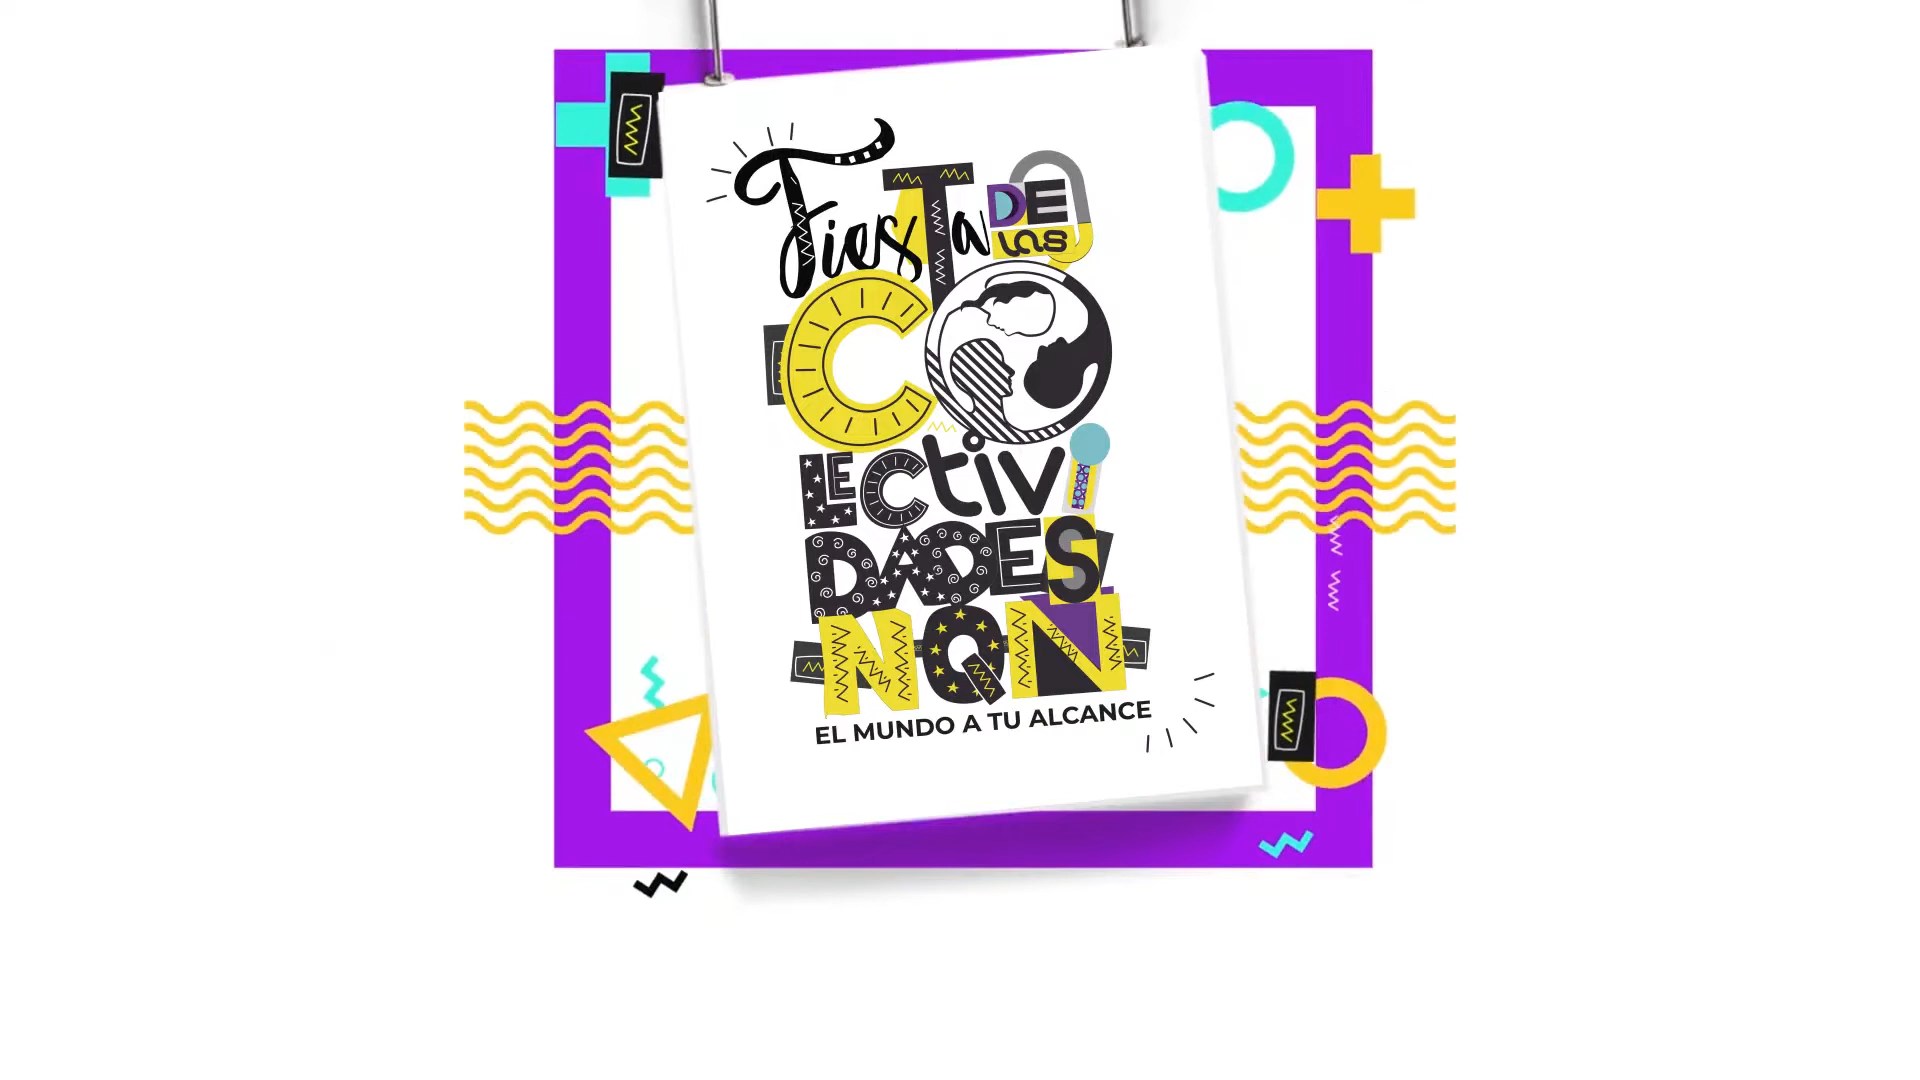 Fiesta DE
las
CO
LECtivi
DADES
NQN
EL MUNDO A TU ALCANCE